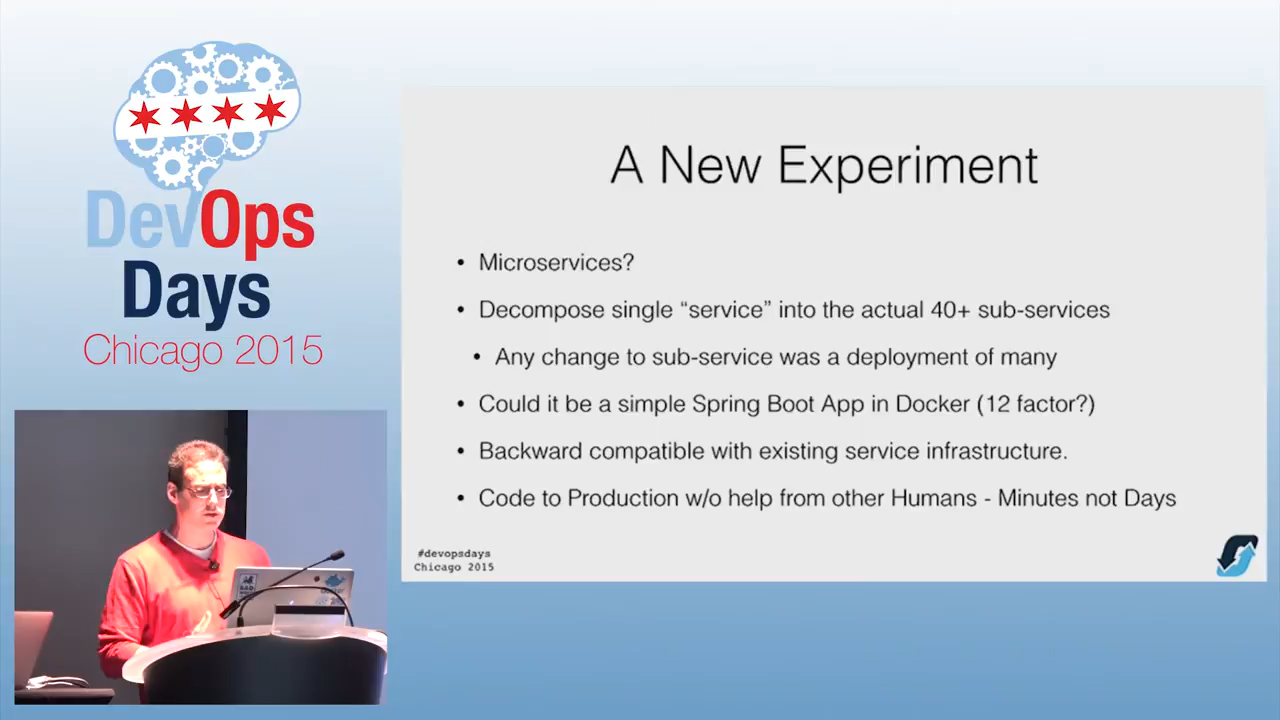 DevOps
Days
Chicago 2015
A New Experiment
• Microservices?
• Decompose single “service” into the actual 40+ sub-services
• Any change to sub-service was a deployment of many
• Could it be a simple Spring Boot App in Docker (12 factor?)
• Backward compatible with existing service infrastructure.
• Code to Production w/o help from other Humans - Minutes not Days
#devopsdays
Chicago 2015